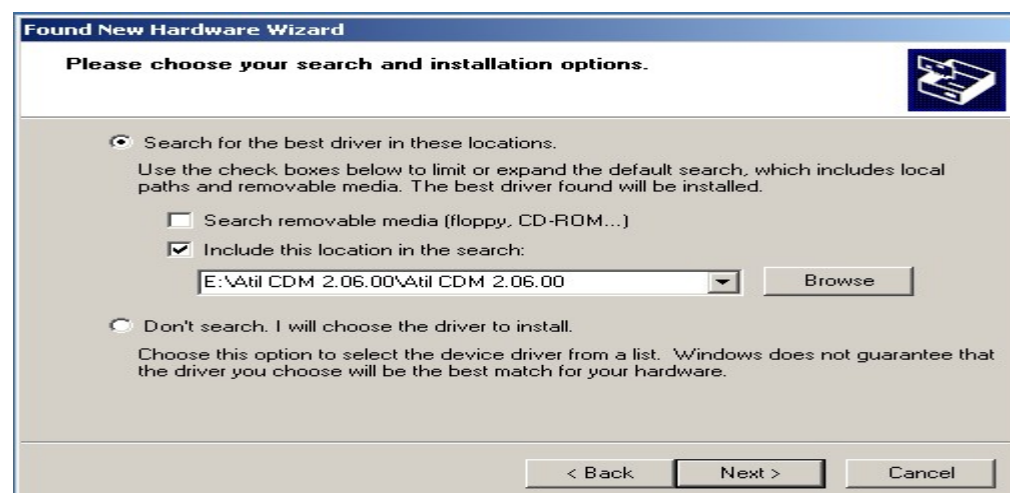 Found New Hardware Wizard
Please choose your search and installation options.
Search for the best driver in these locations.
Use the check boxes below to limit or expand the default search, which includes local
paths and removable media. The best driver found will be installed.
Search removable media (floppy, CD-ROM...)
Include this location in the search:
E:\Atil CDM 2.06.00\Atil CDM 2.06.00
Browse
Don't search. I will choose the driver to install.
Choose this option to select the device driver from a list. Windows does not guarantee that
the driver you choose will be the best match for your hardware.
< Back
Next >
Cancel